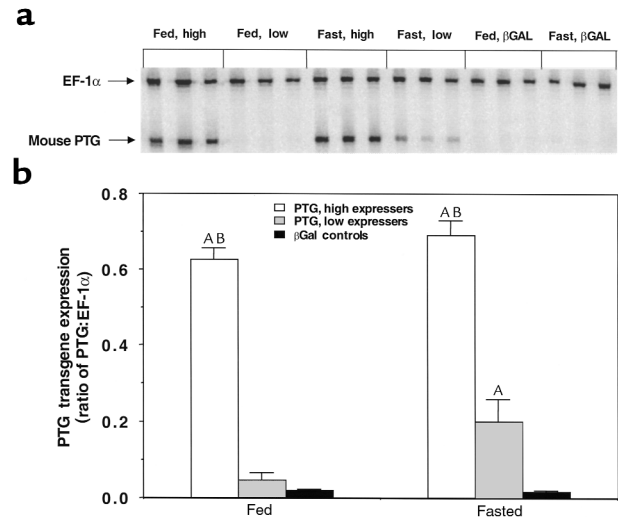 a
Fed, high Fed, low Fast, high Fast, low Fed, βGAL Fast, βGAL
EF-1α
Mouse PTG
b
PTG transgene expression
(ratio of PTG:EF-1α)
0.8
0.6
0.4
0.2
0.0
PTG, high expressers
PTG, low expressers
βGal controls
A B
A B
A
Fed Fasted